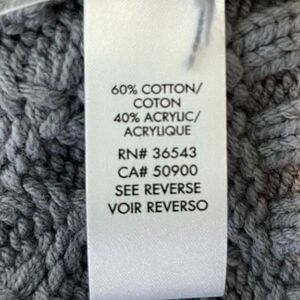 60% COTTON/
COTON
40% ACRYLIC/
ACRYLIQUE
RN# 36543
CA# 50900
SEE REVERSE
VOIR REVERSO